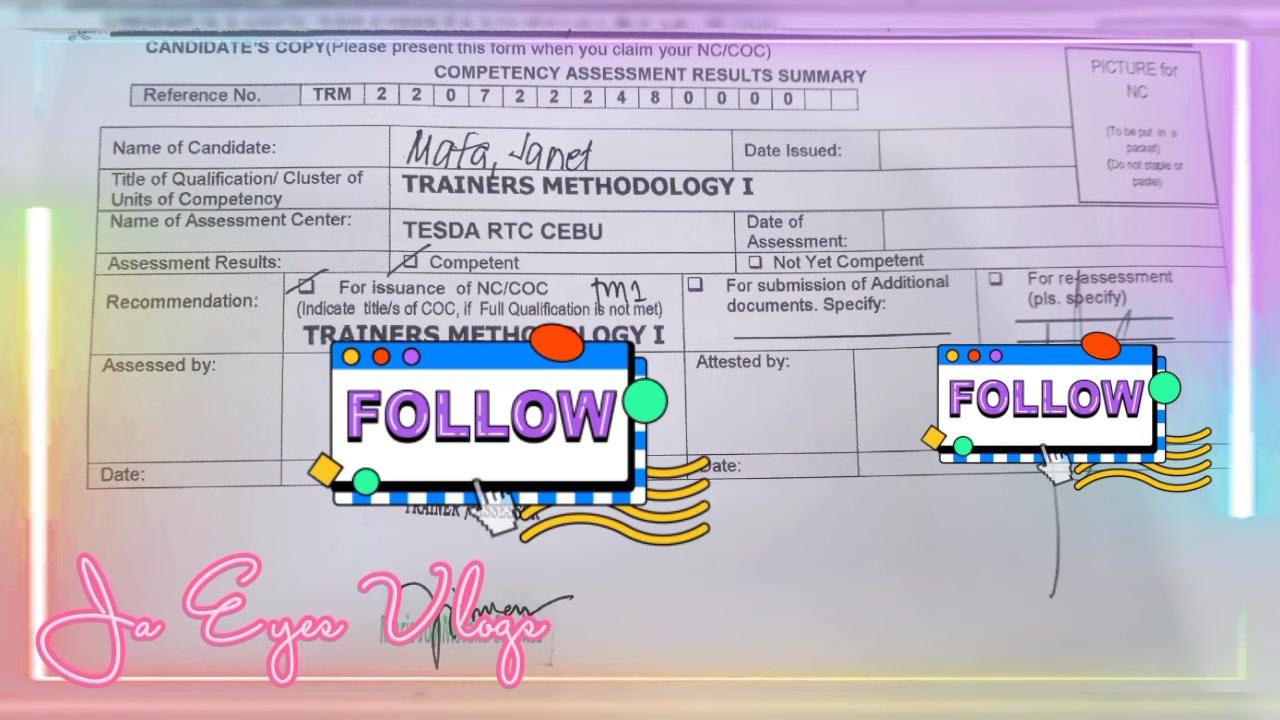 CANDIDATE'S COPY(Please present this form when you claim your NC/COC)
COMPETENCY ASSESSMENT RESULTS SUMMARY
PICTURE for
NC
(To be put in a
packet)
(Do not staple or
paste)
Reference No. TRM 2 2 0 7 2 2 2 4 8 0 0 0 0
Name of Candidate: Mafa, Janet Date Issued:
Title of Qualification/ Cluster of
Units of Competency
TRAINERS METHODOLOGY I
Name of Assessment Center: TESDA RTC CEBU
Date of
Assessment:
Assessment Results: Competent Not Yet Competent
Recommendation:
For issuance of NC/COC TM1
(Indicate title/s of COC, if Full Qualification is not met)
TRAINERS METHODOLOGY I
For submission of Additional
documents. Specify:
For re-assessment
(pls. specify)
Assessed by: Attested by:
FOLLOW
FOLLOW
Date: Date:
TRAINER
Ja Eyes Vlogs